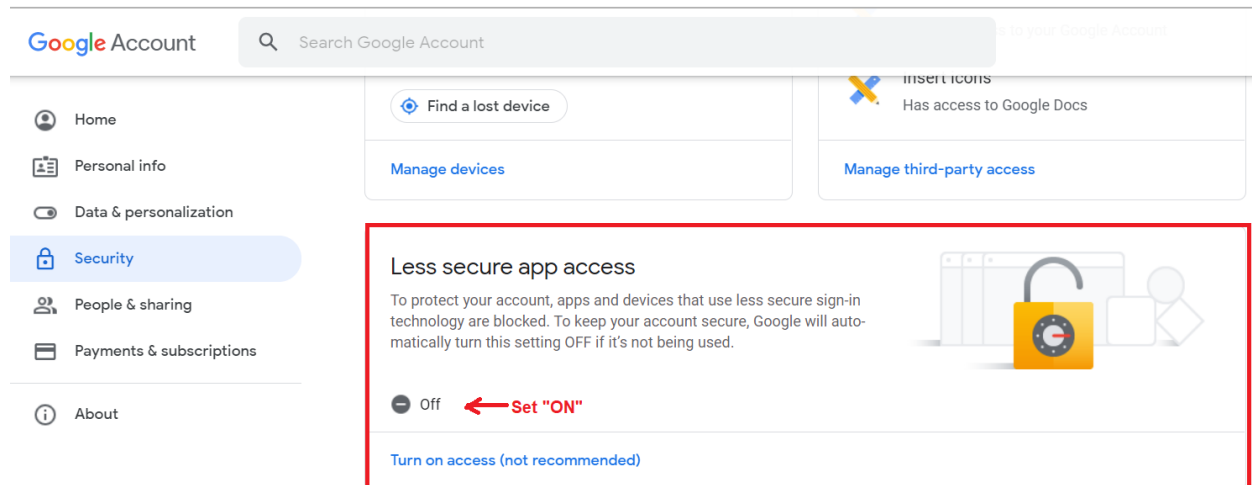 Google Account
Search Google Account
to your Google Account
Home
Personal info
Data & personalization
Security
People & sharing
Payments & subscriptions
About
Find a lost device
Manage devices
Insert Icons
Has access to Google Docs
Manage third-party access
Less secure app access
To protect your account, apps and devices that use less secure sign-in
technology are blocked. To keep your account secure, Google will auto-
matically turn this setting OFF if it's not being used.
Off
Set "ON"
Turn on access (not recommended)